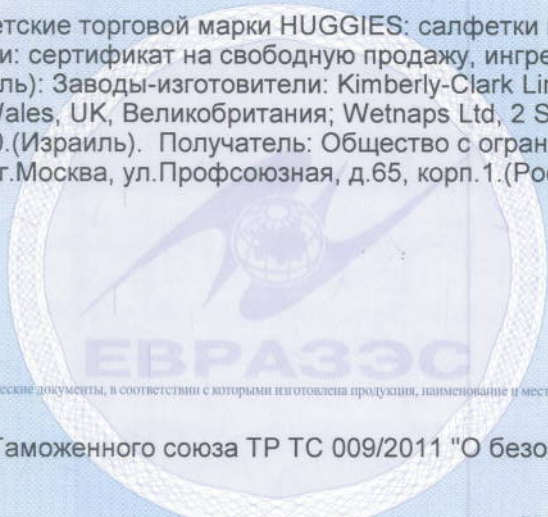 етские торговой марки HUGGIES: салфетки
и: сертификат на свободную продажу, ингре
ль): Заводы-изготовители: Kimberly-Clark Lin
Wales, UK, Великобритания; Wetnaps Ltd, 2 S
0.(Израиль). Получатель: Общество с огран
г.Москва, ул.Профсоюзная, д.65, корп.1.(Рос
ЕВРАЗЭС
еские документы, в соответствии с которыми изготовлена продукция, наименование и мест
Таможенного союза ТР ТС 009/2011 "О безо